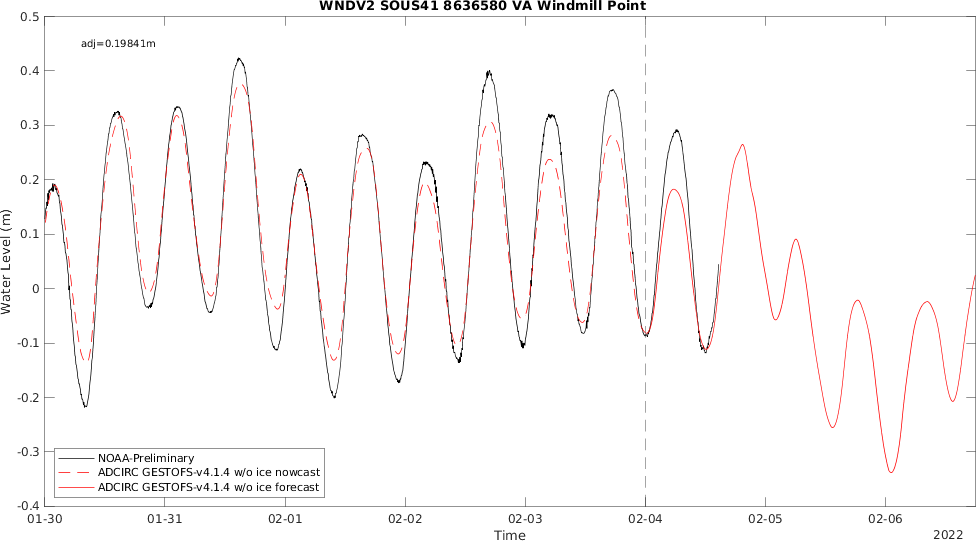 WNDV2 SOUS41 8636580 VA Windmill Point
adj=0.19841m
0.5
0.4
0.3
0.2
0.1
0
-0.1
-0.2
-0.3
-0.4
Water Level (m)
NOAA-Preliminary
ADCIRC GESTOFS-v4.1.4 w/o ice nowcast
ADCIRC GESTOFS-v4.1.4 w/o ice forecast
01-30 01-31 02-01 02-02 02-03 02-04 02-05 02-06
Time
2022